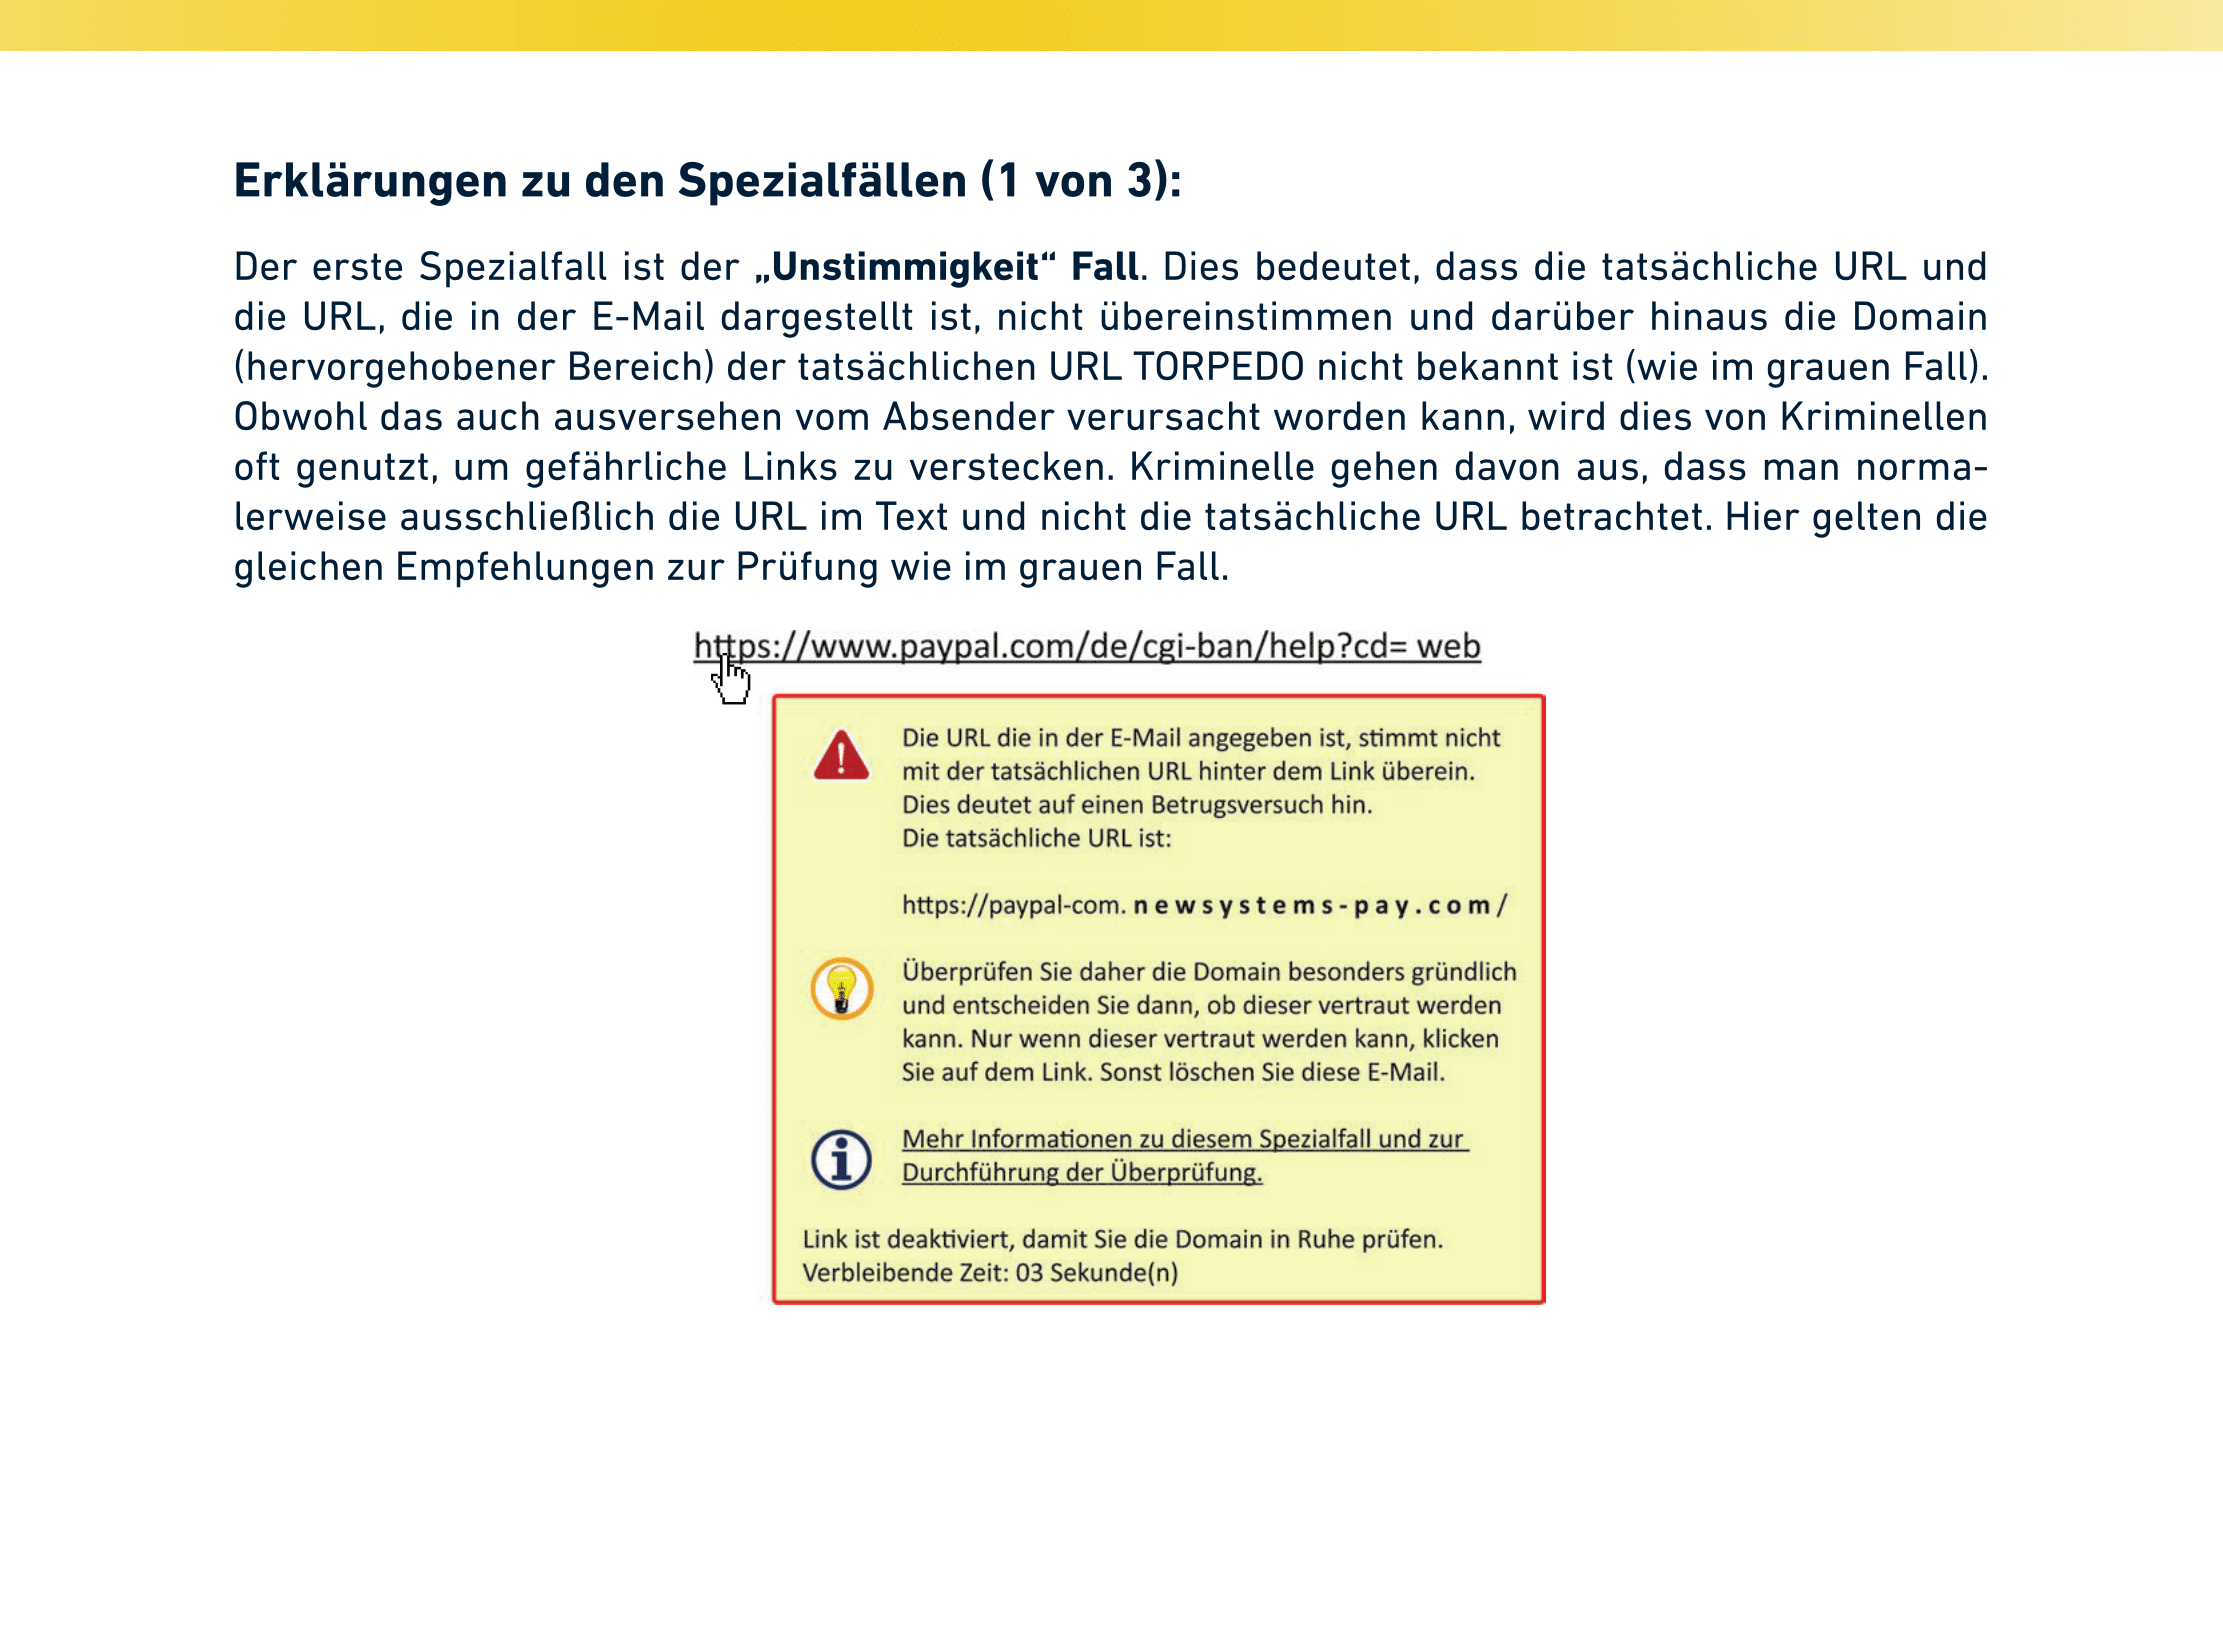 Erklärungen zu den Spezialfällen (1 von 3):
Der erste Spezialfall ist der „Unstimmigkeit“ Fall. Dies bedeutet, dass die tatsächliche URL und
die URL, die in der E-Mail dargestellt ist, nicht übereinstimmen und darüber hinaus die Domain
(hervorgehobener Bereich) der tatsächlichen URL TORPEDO nicht bekannt ist (wie im grauen Fall).
Obwohl das auch ausversehen vom Absender verursacht worden kann, wird dies von Kriminellen
oft genutzt, um gefährliche Links zu verstecken. Kriminelle gehen davon aus, dass man norma-
lerweise ausschließlich die URL im Text und nicht die tatsächliche URL betrachtet. Hier gelten die
gleichen Empfehlungen zur Prüfung wie im grauen Fall.
https://www.paypal.com/de/cgi-ban/help?cd= web
Die URL die in der E-Mail angegeben ist, stimmt nicht
mit der tatsächlichen URL hinter dem Link überein.
Dies deutet auf einen Betrugsversuch hin.
Die tatsächliche URL ist:
https://paypal-com. n e w s y s t e m s - p a y . c o m /
Überprüfen Sie daher die Domain besonders gründlich
und entscheiden Sie dann, ob dieser vertraut werden
kann. Nur wenn dieser vertraut werden kann, klicken
Sie auf dem Link. Sonst löschen Sie diese E-Mail.
Mehr Informationen zu diesem Spezialfall und zur
Durchführung der Überprüfung.
Link ist deaktiviert, damit Sie die Domain in Ruhe prüfen.
Verbleibende Zeit: 03 Sekunde(n)